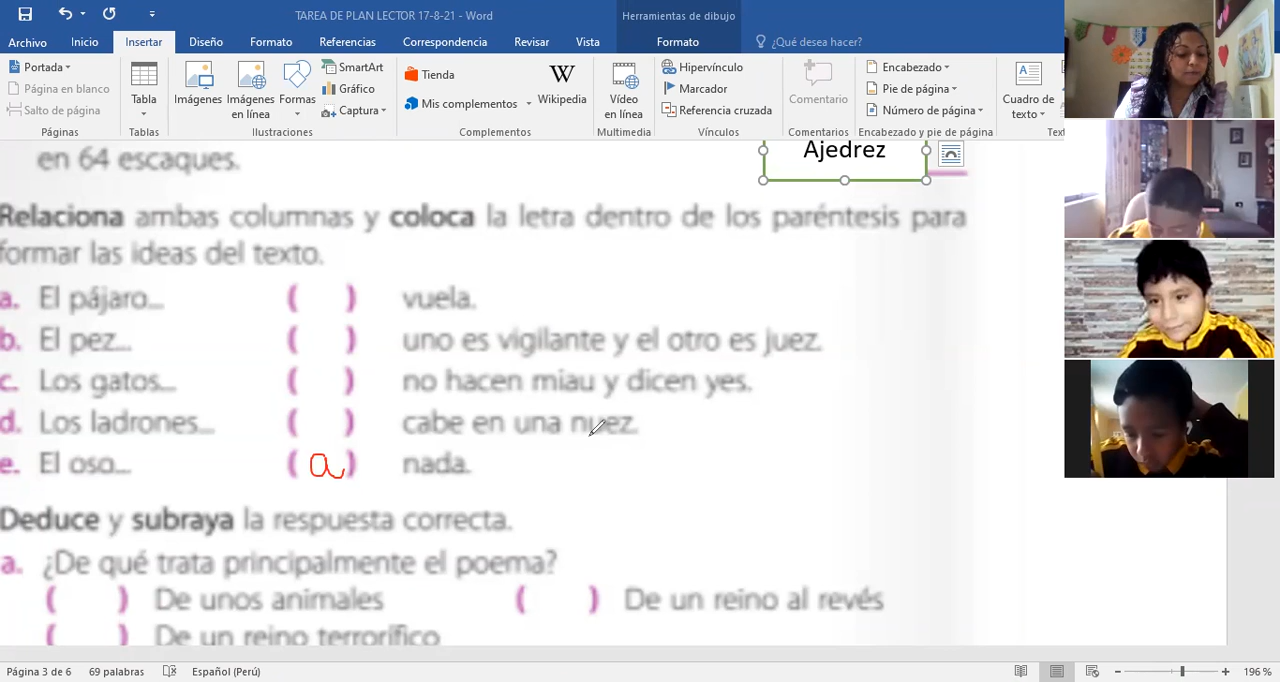 TAREA DE PLAN LECTOR 17-8-21 - Word
Herramientas de dibujo
Archivo Inicio Insertar Diseño Formato Referencias Correspondencia Revisar Vista Formato ¿Qué desea hacer?
Portada
Página en blanco
Salto de página
Páginas
Tabla
Tablas
Imágenes
Imágenes en línea
Formas
SmartArt
Gráfico
Captura
Ilustraciones
Tienda
Mis complementos
Wikipedia
Complementos
Vídeo en línea
Multimedia
Hipervínculo
Marcador
Referencia cruzada
Vínculos
Comentario
Comentarios
Encabezado
Pie de página
Número de página
Encabezado y pie de página
Cuadro de texto
en 64 escaques.
Ajedrez
Relaciona ambas columnas y coloca la letra dentro de los paréntesis para
formar las ideas del texto.
a. El pájaro... ( ) vuela.
b. El pez... ( ) uno es vigilante y el otro es juez.
c. Los gatos... ( ) no hacen miau y dicen yes.
d. Los ladrones... ( ) cabe en una nuez.
e. El oso... ( a ) nada.
Deduce y subraya la respuesta correcta.
a. ¿De qué trata principalmente el poema?
( ) De unos animales ( ) De un reino al revés
( ) De un reino terrorífico
Página 3 de 6 69 palabras Español (Perú) 196 %